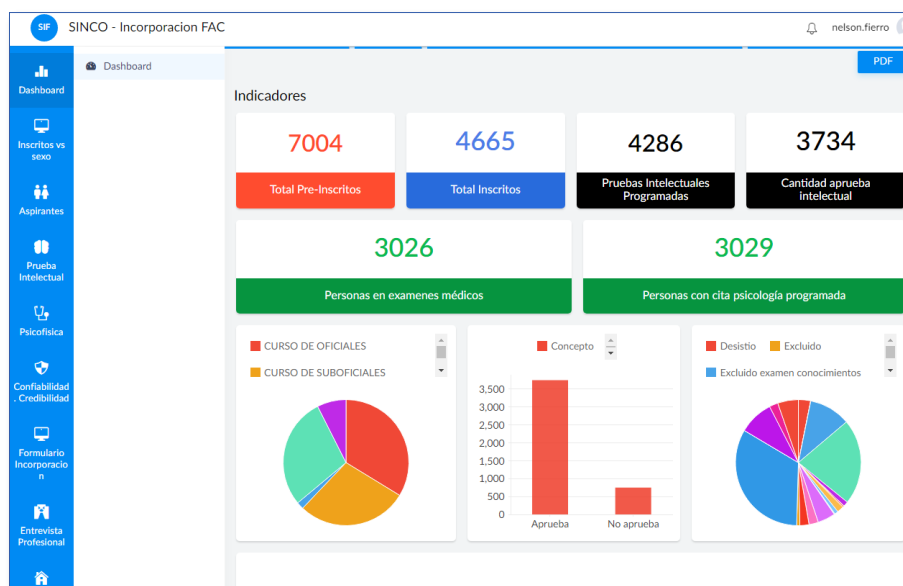 SIF
SINCO - Incorporacion FAC
nelson.fierro
Dashboard
Inscritos vs
sexo
Aspirantes
Prueba
Intelectual
Psicofisica
Confiabilidad
. Credibilidad
Formulario
Incorporacio
n
Entrevista
Profesional
Dashboard
PDF
Indicadores
7004
Total Pre-Inscritos
4665
Total Inscritos
4286
Pruebas Intelectuales
Programadas
3734
Cantidad aprueba
intelectual
3026
Personas en examenes médicos
3029
Personas con cita psicología programada
CURSO DE OFICIALES
CURSO DE SUBOFICIALES
Concepto
3,500
3,000
2,500
2,000
1,500
1,000
500
0
Aprueba
No aprueba
Desistio
Excluido
Excluido examen conocimientos